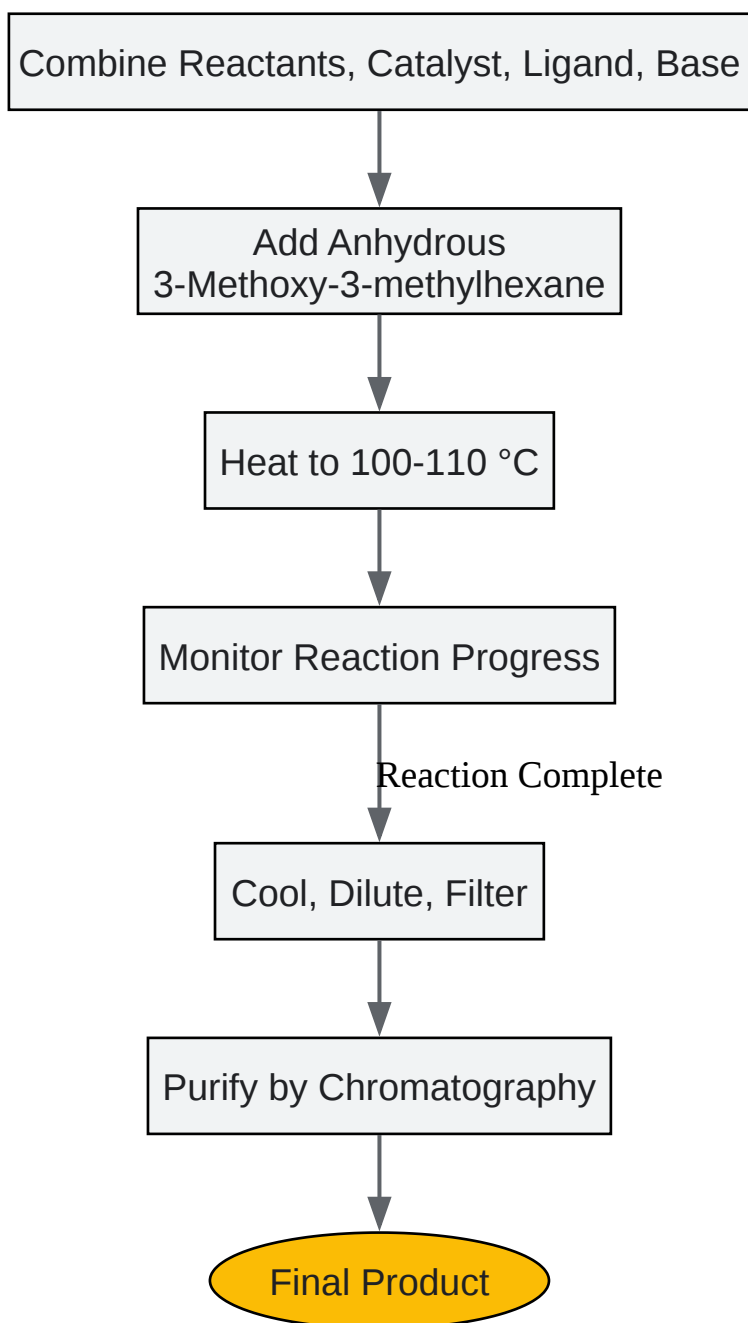 Combine Reactants, Catalyst, Ligand, Base
Add Anhydrous
3-Methoxy-3-methylhexane
Heat to 100-110 °C
Monitor Reaction Progress
Reaction Complete
Cool, Dilute, Filter
Purify by Chromatography
Final Product